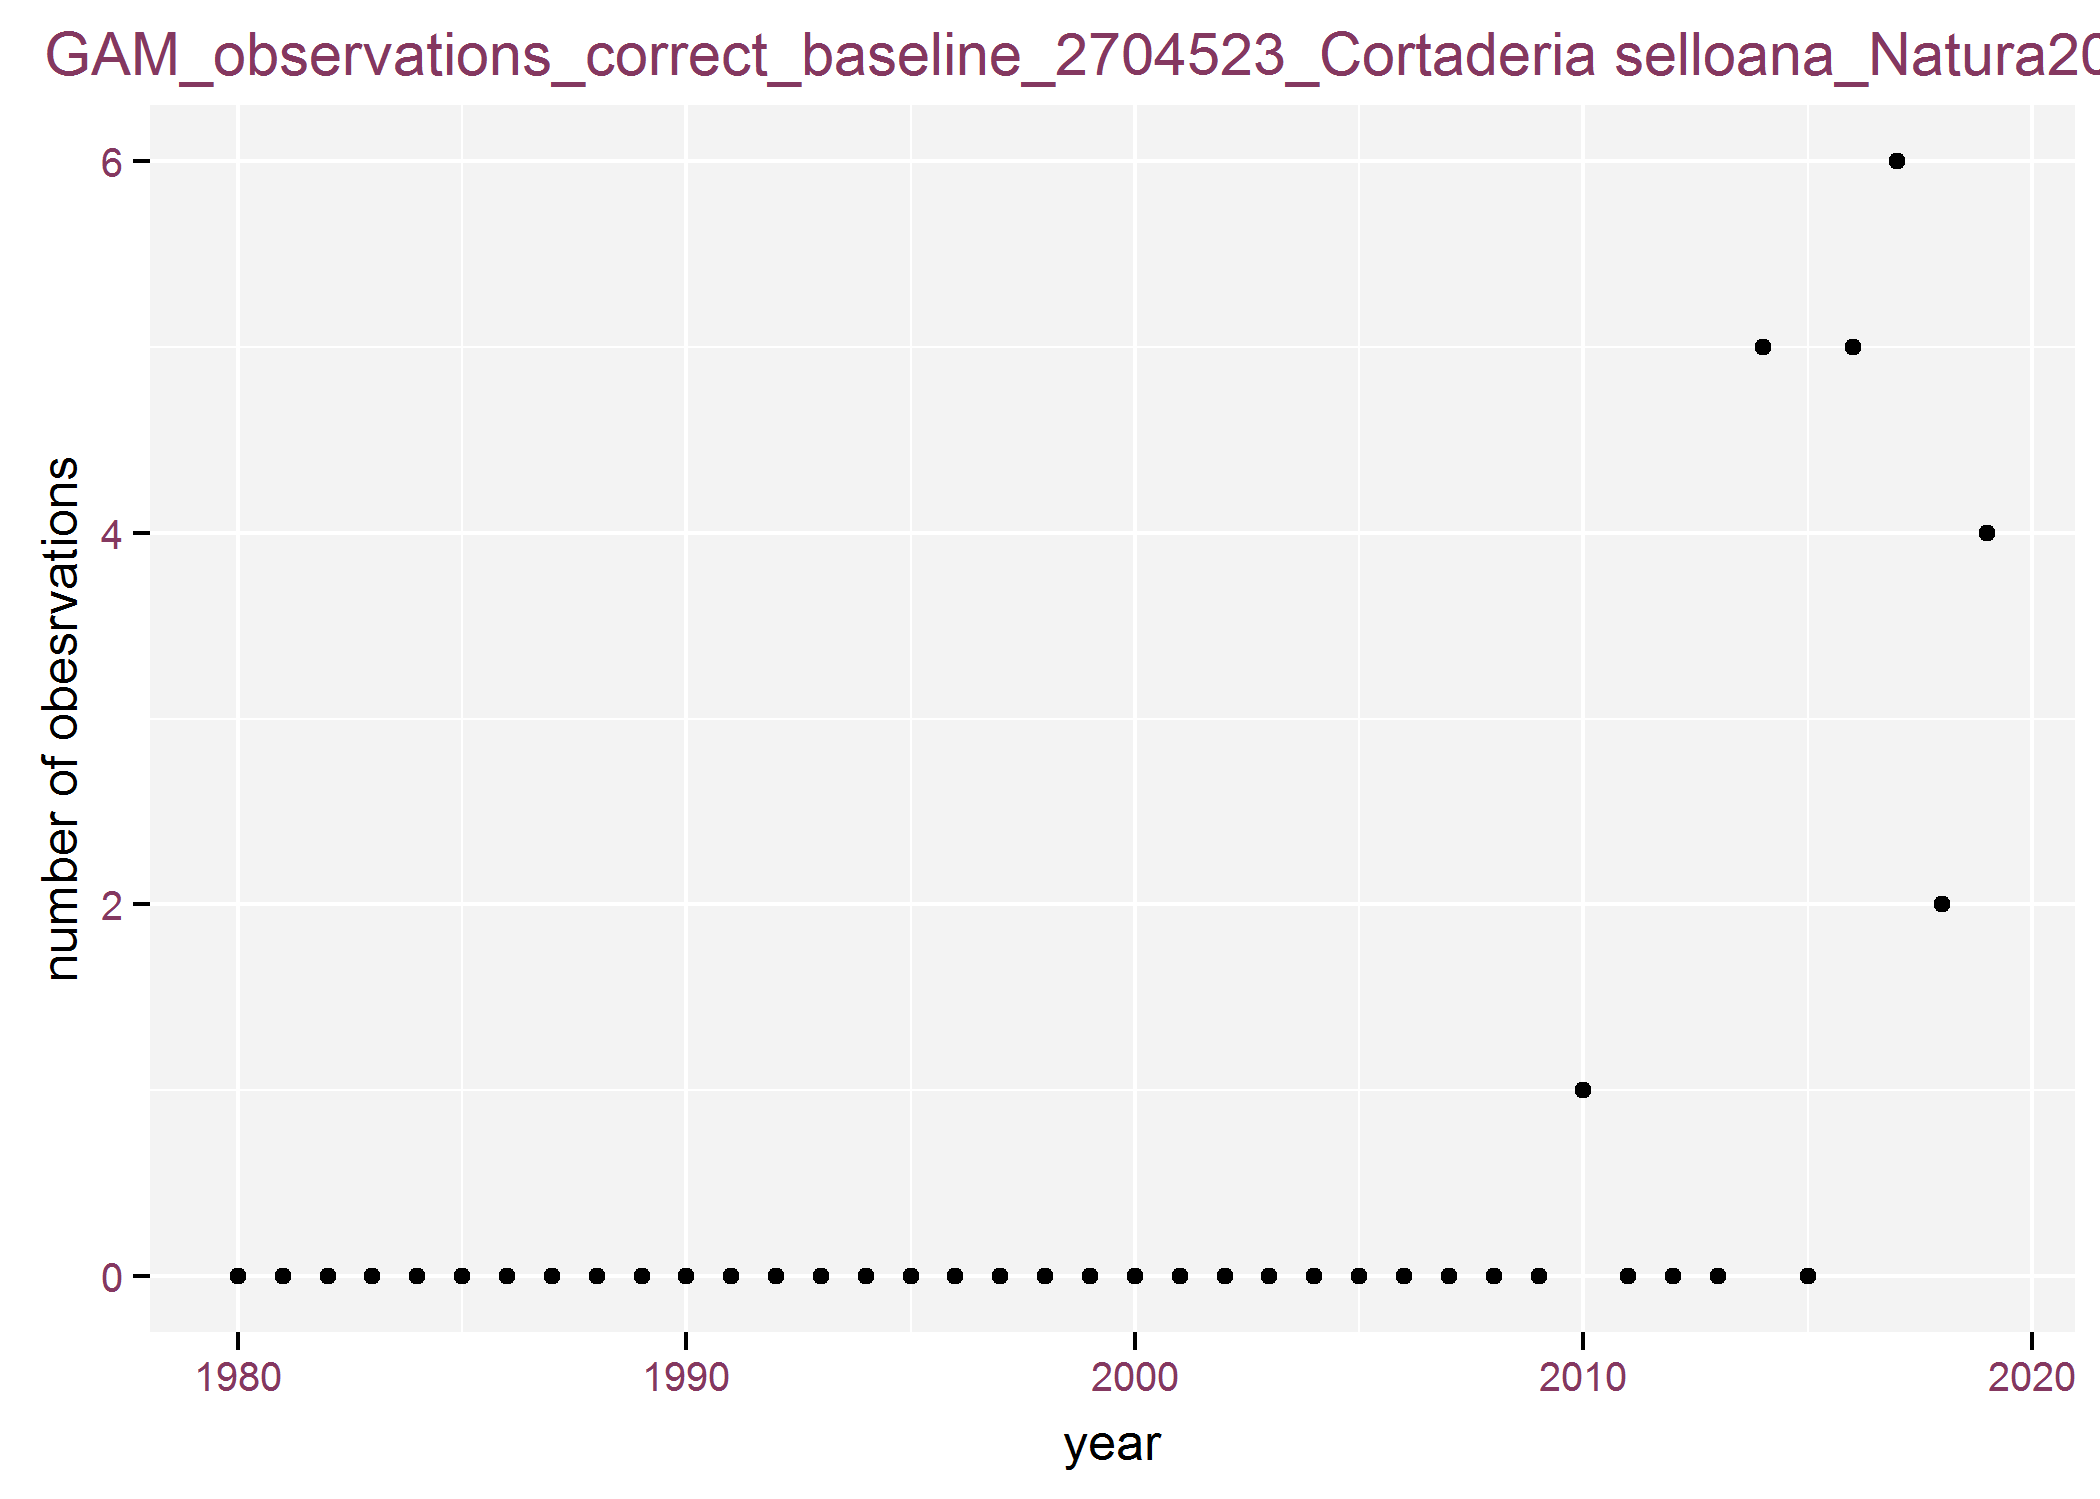 GAM_observations_correct_baseline_2704523_Cortaderia selloana_Natura20
6
4
2
0
number of obesrvations
1980 1990 2000 2010 2020
year